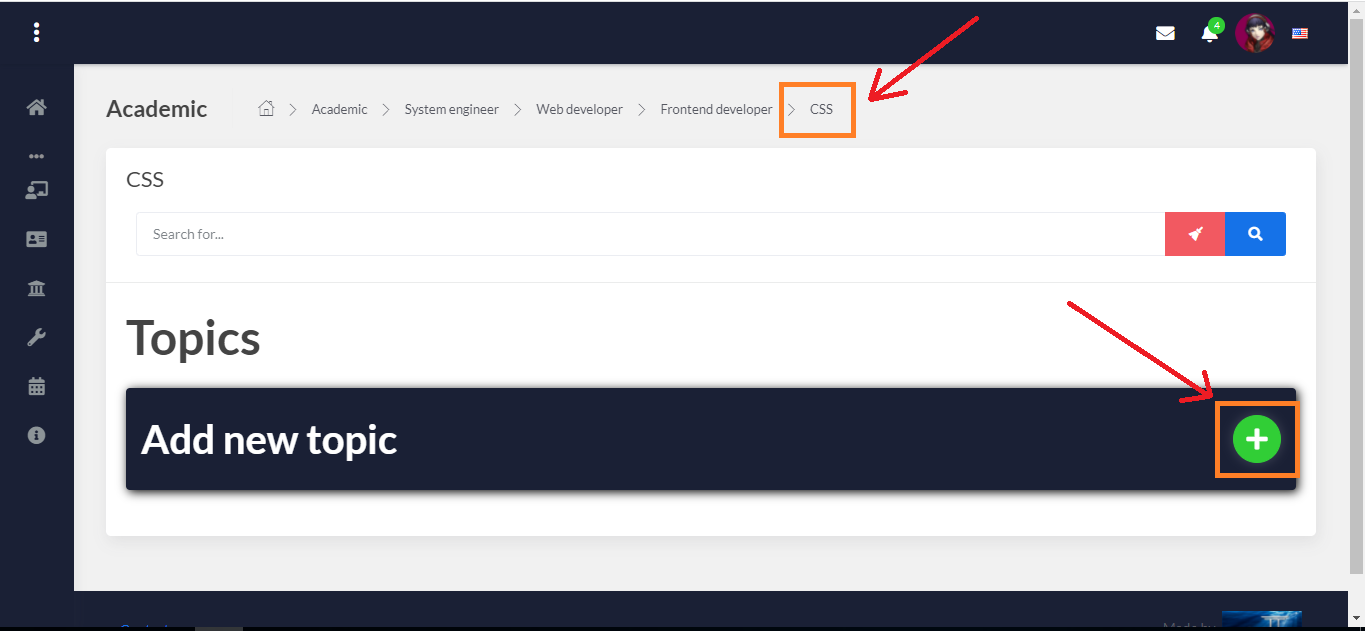 4
Academic
Academic
System engineer
Web developer
Frontend developer
CSS
CSS
Search for...
Topics
Add new topic
Made by